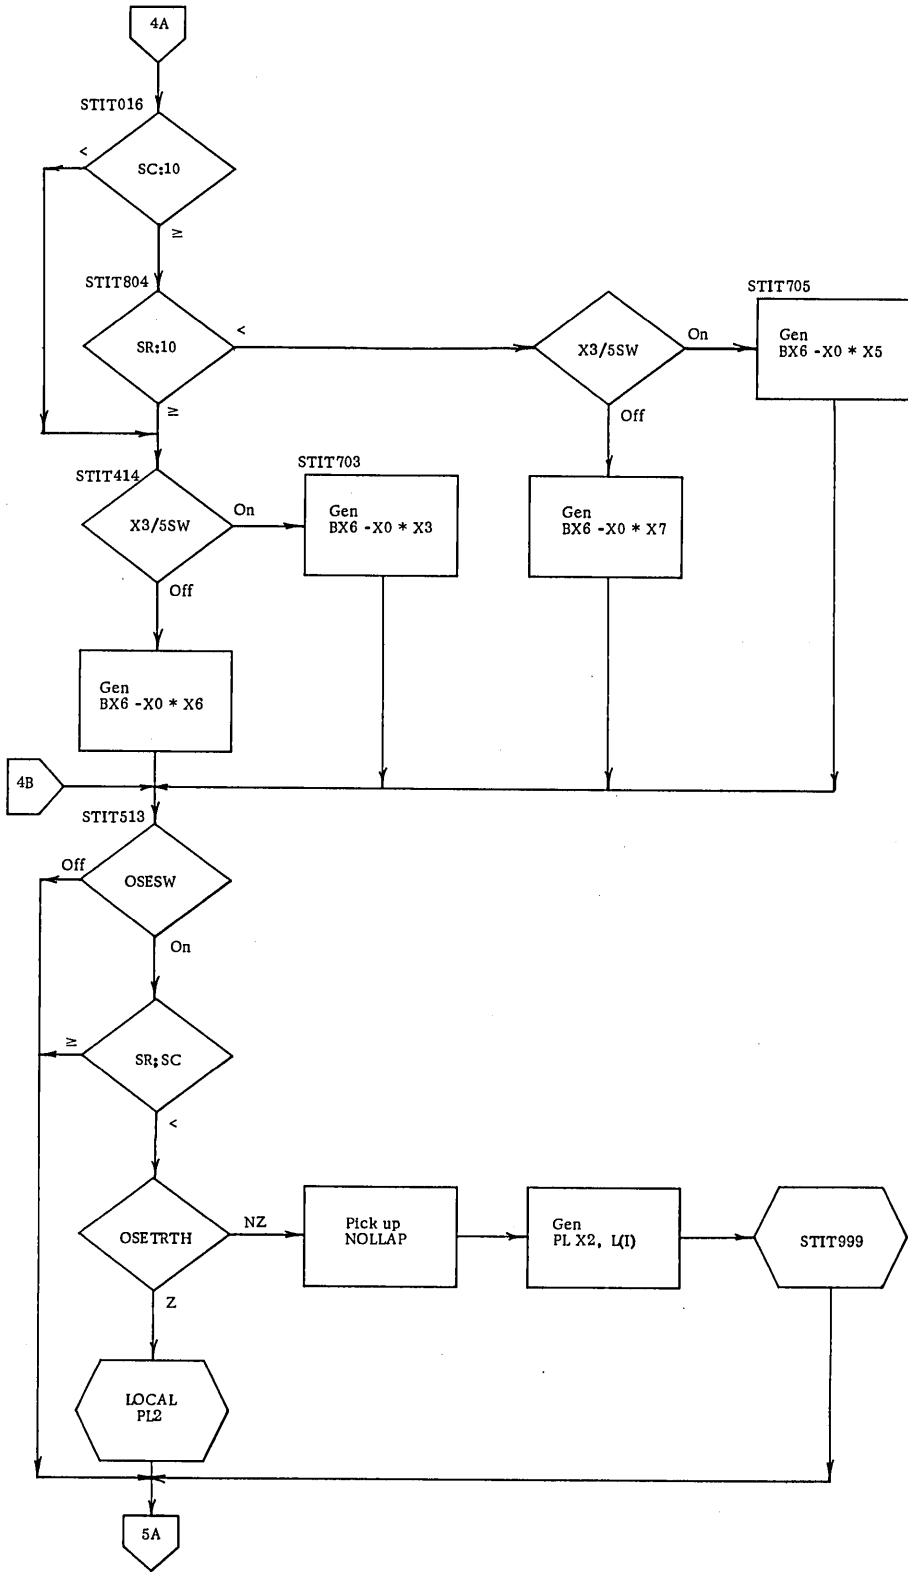 4A
STIT016
<
SC:10
≥
STIT804
SR:10
<
≥
X3/5SW
On
Off
STIT705
Gen
BX6 -X0 * X5
STIT414
X3/5SW
On
Off
STIT703
Gen
BX6 -X0 * X3
Gen
BX6 -X0 * X7
Gen
BX6 -X0 * X6
4B
STIT513
Off
OSESW
On
≥
SR:SC
<
OSETRTH
NZ
Z
Pick up
NOLLAP
Gen
PL X2, L(I)
STIT999
LOCAL
PL2
5A